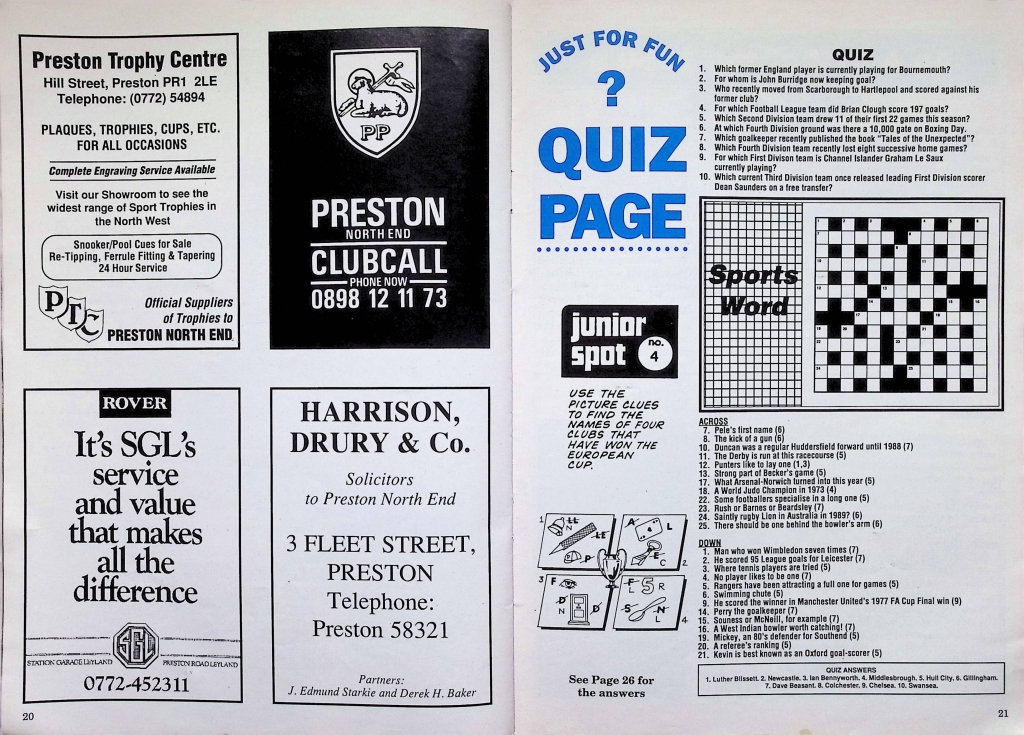 Preston Trophy Centre
Hill Street, Preston PR1 2LE
Telephone: (0772) 54894
PLAQUES, TROPHIES, CUPS, ETC.
FOR ALL OCCASIONS
Complete Engraving Service Available
Visit our Showroom to see the
widest range of Sport Trophies in
the North West
Snooker/Pool Cues for Sale
Re-Tipping, Ferrule Fitting & Tapering
24 Hour Service
PTC
Official Suppliers
of Trophies to
PRESTON NORTH END
PP
PRESTON
NORTH END
CLUBCALL
PHONE NOW
0898 12 11 73
ROVER
It's SGL's
service
and value
that makes
all the
difference
SGL
STATION GARAGE LEYLAND
PRESTON ROAD LEYLAND
0772-452311
HARRISON,
DRURY & Co.
Solicitors
to Preston North End
3 FLEET STREET,
PRESTON
Telephone:
Preston 58321
Partners:
J. Edmund Starkie and Derek H. Baker
20
JUST FOR FUN
?
QUIZ
PAGE
junior
spot
no.
4
USE THE
PICTURE CLUES
TO FIND THE
NAMES OF FOUR
CLUBS THAT
HAVE WON THE
EUROPEAN
CUP.
See Page 26 for
the answers
QUIZ
1. Which former England player is currently playing for Bournemouth?
2. For whom is John Burridge now keeping goal?
3. Who recently moved from Scarborough to Hartlepool and scored against his
former club?
4. For which Football League team did Brian Clough score 197 goals?
5. Which Second Division team drew 11 of their first 22 games this season?
6. At which Fourth Division ground was there a 10,000 gate on Boxing Day.
7. Which goalkeeper recently published the book "Tales of the Unexpected"?
8. Which Fourth Division team recently lost eight successive home games?
9. For which First Divison team is Channel Islander Graham Le Saux
currently playing?
10. Which current Third Division team once released leading First Division scorer
Dean Saunders on a free transfer?
Sports
Word
ACROSS
7. Pele's first name (6)
8. The kick of a gun (6)
10. Duncan was a regular Huddersfield forward until 1988 (7)
11. The Derby is run at this racecourse (5)
12. Punters like to lay one (1,3)
13. Strong part of Becker's game (5)
17. What Arsenal-Norwich turned into this year (5)
18. A World Judo Champion in 1973 (4)
22. Some footballers specialise in a long one (5)
23. Rush or Barnes or Beardsley (7)
24. Saintly rugby Lion in Australia in 1989? (6)
25. There should be one behind the bowler's arm (6)
DOWN
1. Man who won Wimbledon seven times (7)
2. He scored 95 League goals for Leicester (7)
3. Where tennis players are tried (5)
4. No player likes to be one (7)
5. Rangers have been attracting a full one for games (5)
6. Swimming chute (5)
9. He scored the winner in Manchester United's 1977 FA Cup Final win (9)
14. Perry the goalkeeper (7)
15. Souness or McNeill, for example (7)
16. A West Indian bowler worth catching! (7)
19. Mickey, an 80's defender for Southend (5)
20. A referee's ranking (5)
21. Kevin is best known as an Oxford goal-scorer (5)
QUIZ ANSWERS
1. Luther Blissett. 2. Newcastle. 3. Ian Bennyworth. 4. Middlesbrough. 5. Hull City. 6. Gillingham.
7. Dave Beasant. 8. Colchester. 9. Chelsea. 10. Swansea.
21